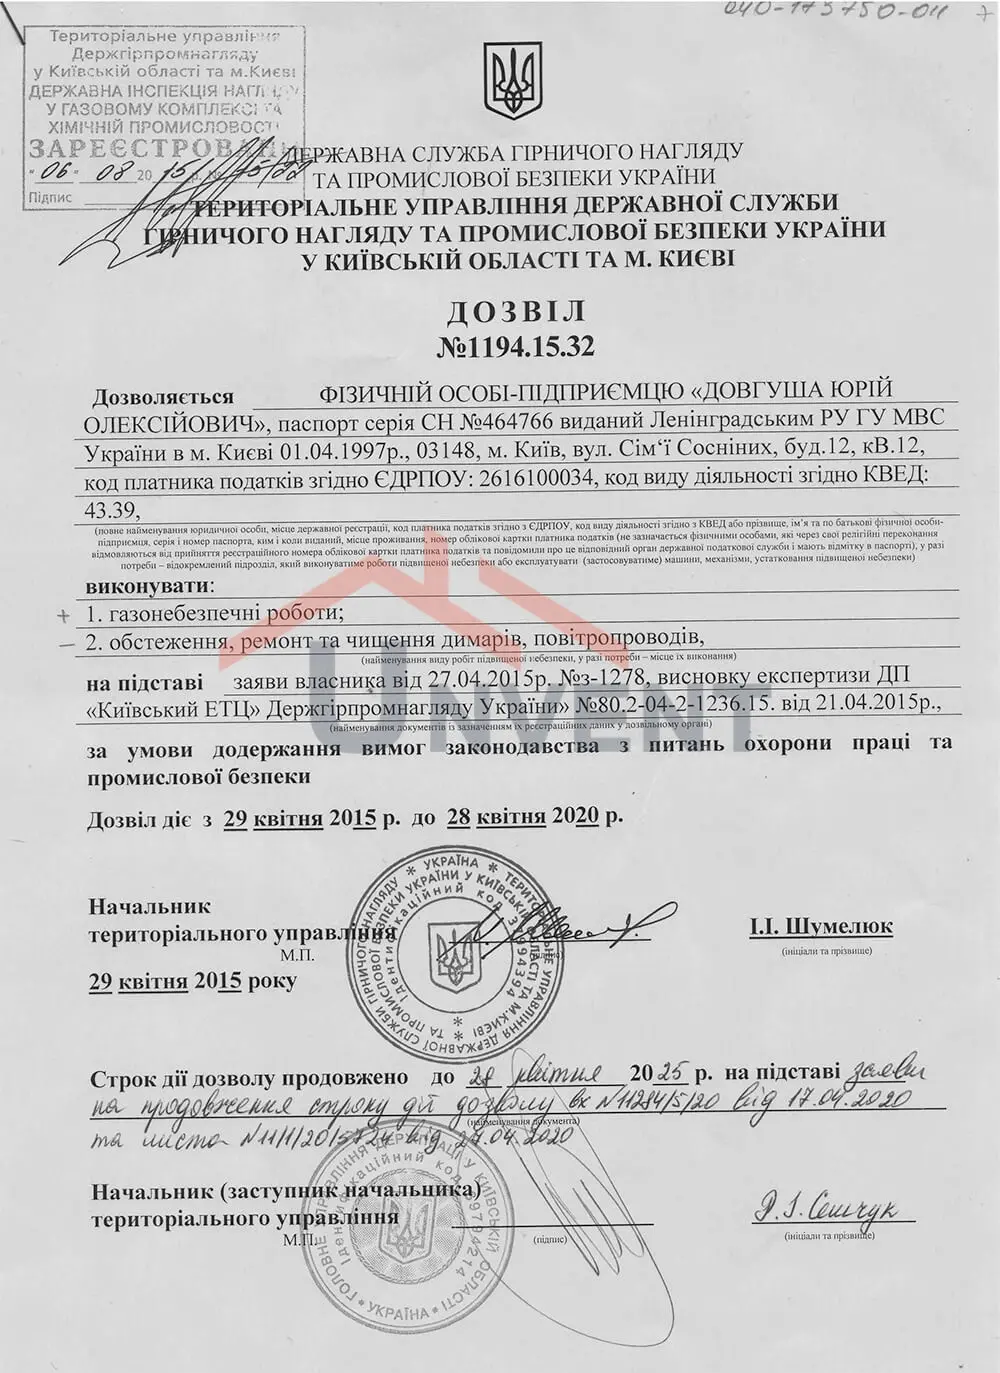 040-173750-011
Територіальне управління
Держгірпромнагляду
у Київській області та м.Києві
ДЕРЖАВНА ІНСПЕКЦІЯ НАГЛЯДУ
У ГАЗОВОМУ КОМПЛЕКСІ ТА
ХІМІЧНІЙ ПРОМИСЛОВОСТІ
ЗАРЕЄСТРОВАНО
"06" 08 2015 р. №
Підпис
ДЕРЖАВНА СЛУЖБА ГІРНИЧОГО НАГЛЯДУ
ТА ПРОМИСЛОВОЇ БЕЗПЕКИ УКРАЇНИ
ТЕРИТОРІАЛЬНЕ УПРАВЛІННЯ ДЕРЖАВНОЇ СЛУЖБИ
ГІРНИЧОГО НАГЛЯДУ ТА ПРОМИСЛОВОЇ БЕЗПЕКИ УКРАЇНИ
У КИЇВСЬКІЙ ОБЛАСТІ ТА М. КИЄВІ
ДОЗВІЛ
№1194.15.32
Дозволяється ФІЗИЧНІЙ ОСОБІ-ПІДПРИЄМЦЮ «ДОВГУША ЮРІЙ
ОЛЕКСІЙОВИЧ», паспорт серія СН №464766 виданий Ленінградським РУ ГУ МВС
України в м. Києві 01.04.1997р., 03148, м. Київ, вул. Сім‘ї Сосніних, буд.12, кВ.12,
код платника податків згідно ЄДРПОУ: 2616100034, код виду діяльності згідно КВЕД:
43.39,
(повне найменування юридичної особи, місце державної реєстрації, код платника податків згідно з ЄДРПОУ, код виду діяльності згідно з КВЕД або прізвище, ім’я та по батькові фізичної особи-
підприємця, серія і номер паспорта, ким і коли виданий, місце проживання, номер облікової картки платника податків (не зазначається фізичними особами, які через свої релігійні переконання
відмовляються від прийняття реєстраційного номера облікової картки платника податків та повідомили про це відповідний орган державної податкової служби і мають відмітку в паспорті), у разі
потреби – відокремлений підрозділ, який виконуватиме роботи підвищеної небезпеки або експлуатувати (застосовуватиме) машини, механізми, устатковання підвищеної небезпеки)
виконувати:
+ 1. газонебезпечні роботи;
– 2. обстеження, ремонт та чищення димарів, повітропроводів,
(найменування виду робіт підвищеної небезпеки, у разі потреби – місце їх виконання)
на підставі заяви власника від 27.04.2015р. №з-1278, висновку експертизи ДП
«Київський ЕТЦ» Держгірпромнагляду України» №80.2-04-2-1236.15. від 21.04.2015р.,
(найменування документів із зазначенням їх реєстраційних даних у дозвільному органі)
UNVENT
за умови додержання вимог законодавства з питань охорони праці та
промислової безпеки
Дозвіл діє з 29 квітня 2015 р. до 28 квітня 2020 р.
Начальник
територіального управління
М.П.
(підпис)
І.І. Шумелюк
(ініціали та прізвище)
29 квітня 2015 року
* УКРАЇНА * ТЕРИТОРІАЛЬНЕ УПРАВЛІННЯ ДЕРЖАВНОЇ СЛУЖБИ ГІРНИЧОГО НАГЛЯДУ
ТА ПРОМИСЛОВОЇ БЕЗПЕКИ УКРАЇНИ У КИЇВСЬКІЙ ОБЛАСТІ ТА М.КИЄВІ
Ідентифікаційний код 37994394
Строк дії дозволу продовжено до 28 квітня 2025 р. на підставі заяви
на продовження строку дії дозволу вх №11284/5/20 від 17.04.2020
(найменування документа)
та листа №11/1/20/5724 від 27.04.2020
Начальник (заступник начальника)
територіального управління
М.П.
(підпис)
Р.І. Семчук
(ініціали та прізвище)
ГОЛОВНЕ УПРАВЛІННЯ ДЕРЖПРАЦІ У КИЇВСЬКІЙ ОБЛАСТІ * УКРАЇНА *
Ідентифікаційний код 39794214